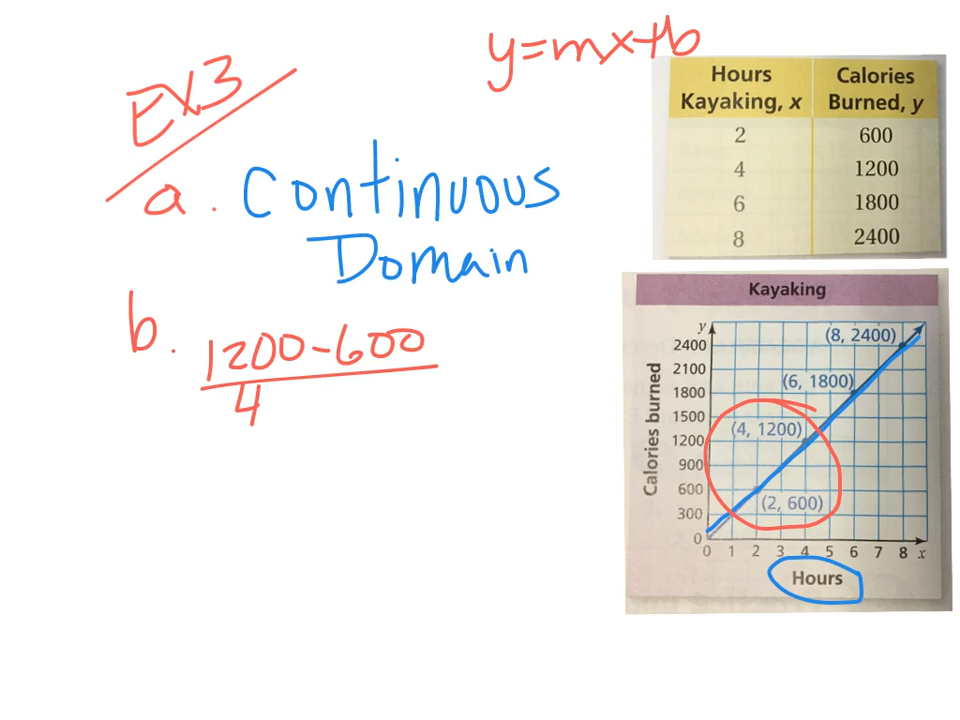 y=mx+b
Ex3
a. Continuous
Domain
b. 1200-600
4
Hours Kayaking, x
Calories Burned, y
2 600
4 1200
6 1800
8 2400
Kayaking
y
2400
2100
1800
1500
1200
900
600
300
0
Calories burned
(8, 2400)
(6, 1800)
(4, 1200)
(2, 600)
0 1 2 3 4 5 6 7 8 x
Hours